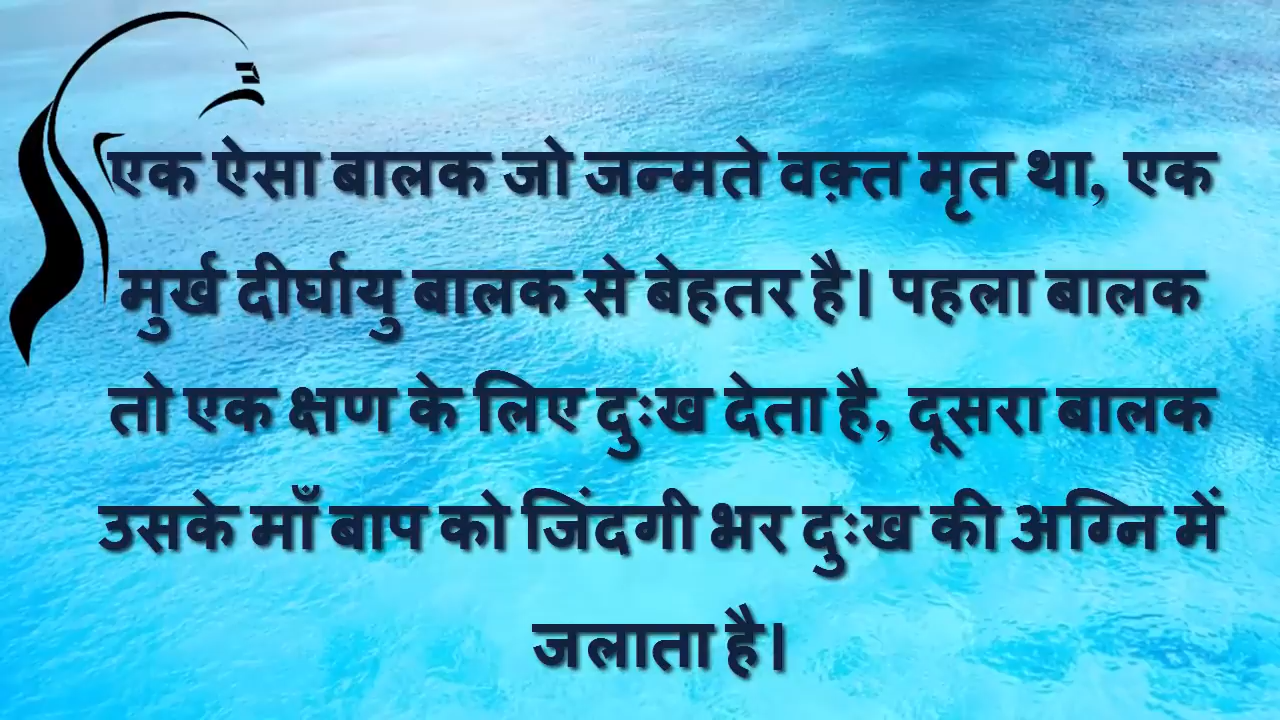 एक ऐसा बालक जो जन्मते वक़्त मृत था, एक
मुर्ख दीर्घायु बालक से बेहतर है। पहला बालक
तो एक क्षण के लिए दुःख देता है, दूसरा बालक
उसके माँ बाप को जिंदगी भर दुःख की अग्नि में
जलाता है।